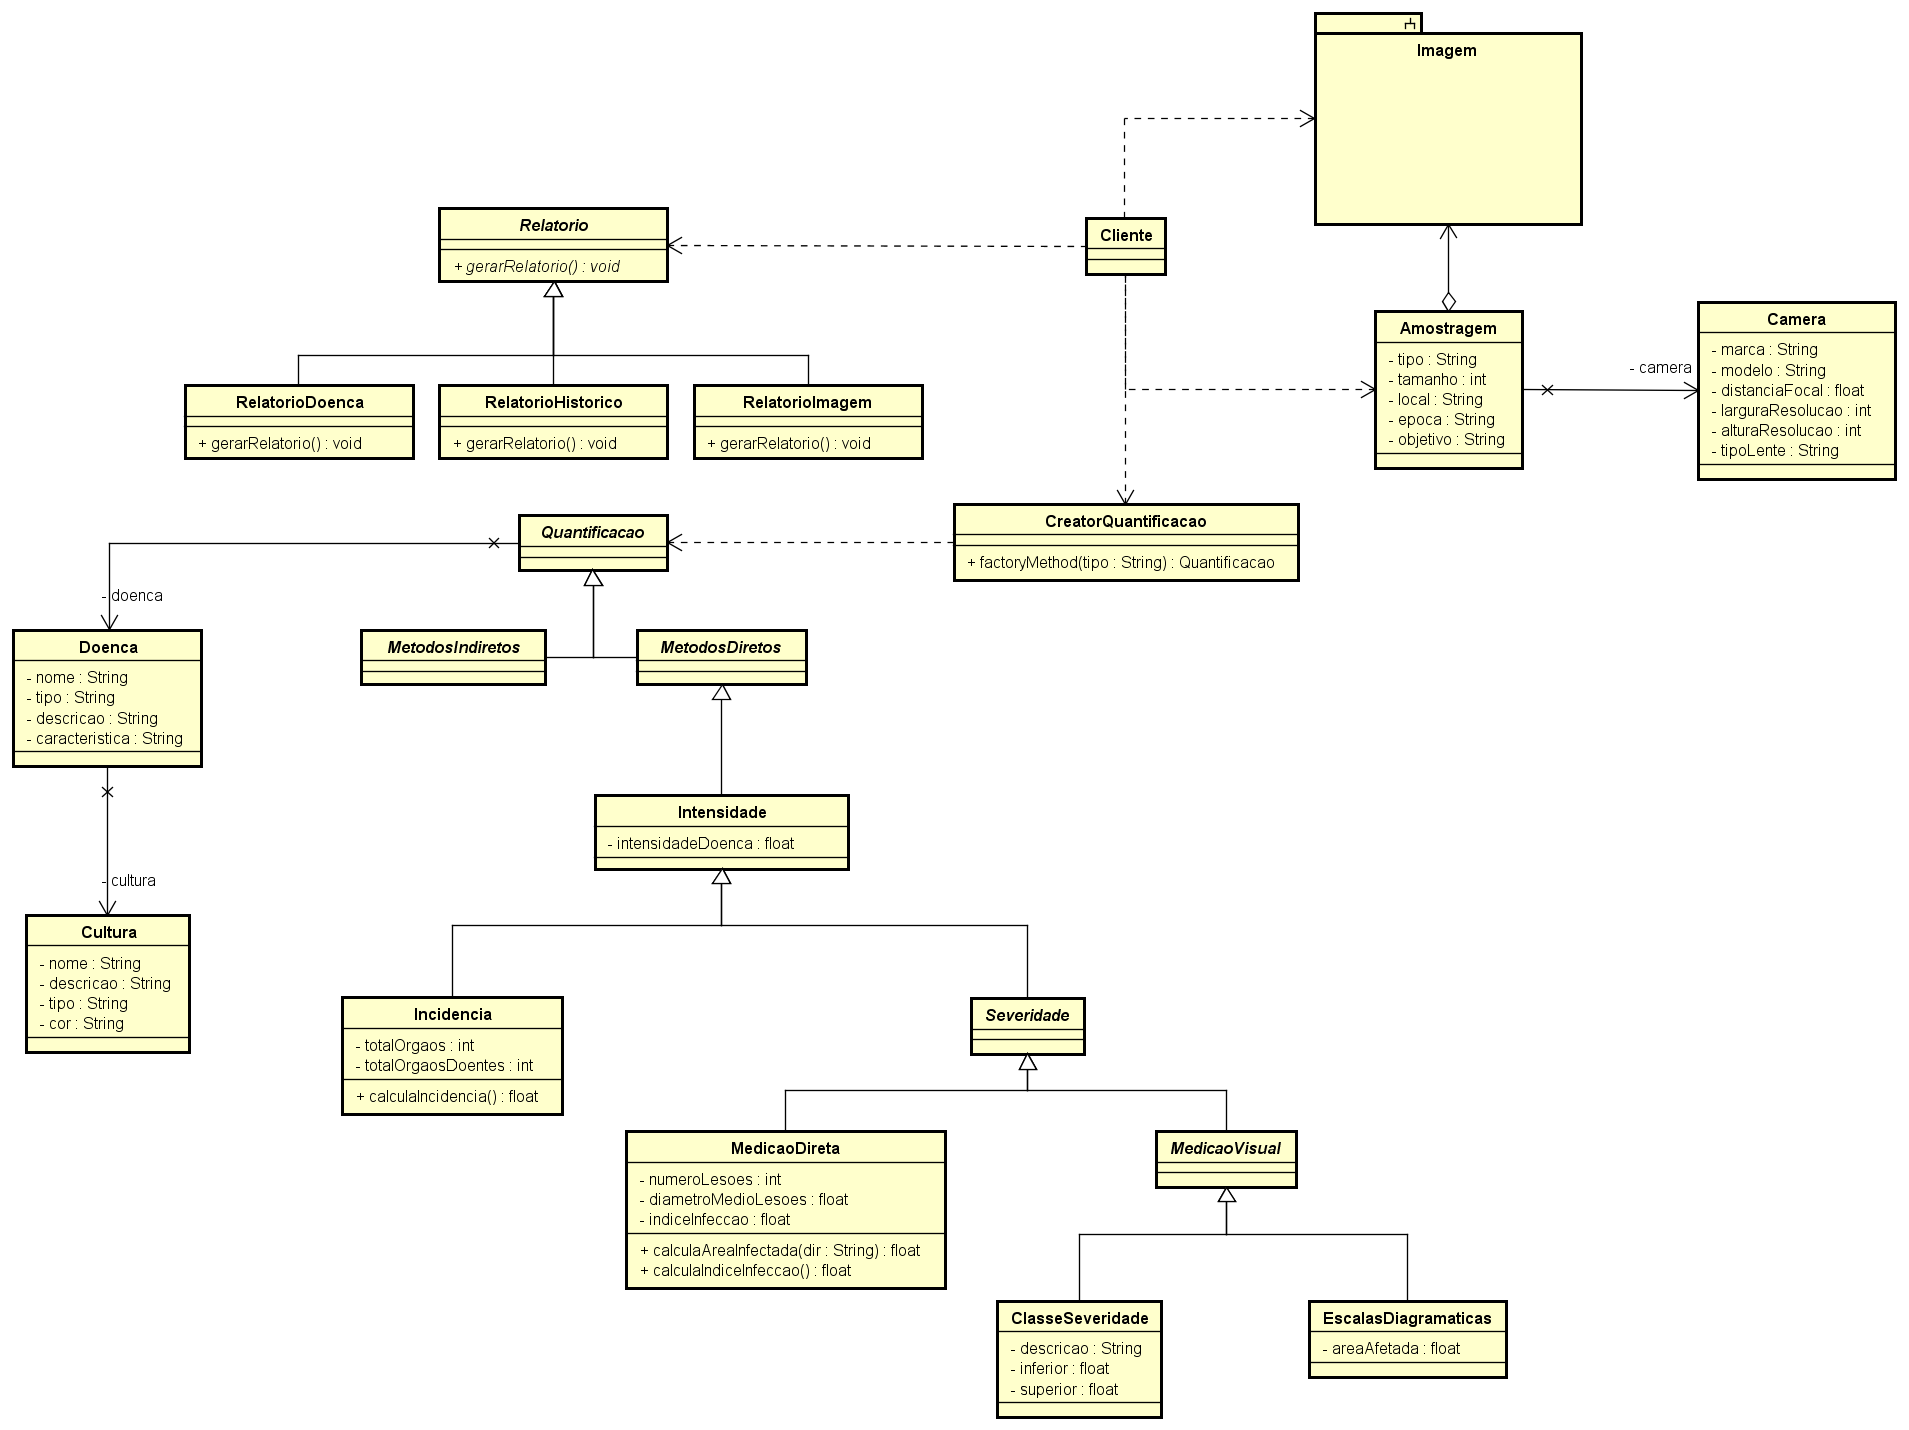 Imagem
Relatorio
+ gerarRelatorio() : void
Cliente
RelatorioDoenca
+ gerarRelatorio() : void
RelatorioHistorico
+ gerarRelatorio() : void
RelatorioImagem
+ gerarRelatorio() : void
Amostragem
- tipo : String
- tamanho : int
- local : String
- epoca : String
- objetivo : String
- camera
Camera
- marca : String
- modelo : String
- distanciaFocal : float
- larguraResolucao : int
- alturaResolucao : int
- tipoLente : String
Quantificacao
CreatorQuantificacao
+ factoryMethod(tipo : String) : Quantificacao
- doenca
Doenca
- nome : String
- tipo : String
- descricao : String
- caracteristica : String
MetodosIndiretos
MetodosDiretos
Intensidade
- intensidadeDoenca : float
- cultura
Cultura
- nome : String
- descricao : String
- tipo : String
- cor : String
Incidencia
- totalOrgaos : int
- totalOrgaosDoentes : int
+ calculaIncidencia() : float
Severidade
MedicaoDireta
- numeroLesoes : int
- diametroMedioLesoes : float
- indiceInfeccao : float
+ calculaAreaInfectada(dir : String) : float
+ calculaIndiceInfeccao() : float
MedicaoVisual
ClasseSeveridade
- descricao : String
- inferior : float
- superior : float
EscalasDiagramaticas
- areaAfetada : float